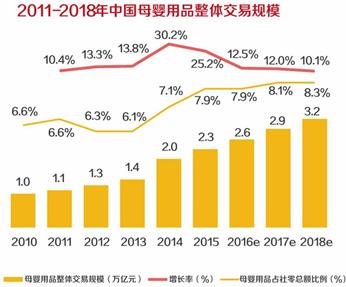 2011-2018年中国母婴用品整体交易规模
10.4% 13.3% 13.8% 30.2% 25.2% 12.5% 12.0% 10.1%
6.6% 6.6% 6.3% 6.1% 7.1% 7.9% 7.9% 8.1% 8.3%
1.0 1.1 1.3 1.4 2.0 2.3 2.6 2.9 3.2
2010 2011 2012 2013 2014 2015 2016e 2017e 2018e
母婴用品整体交易规模（万亿元） 增长率（%） 母婴用品占社零总额比例（%）